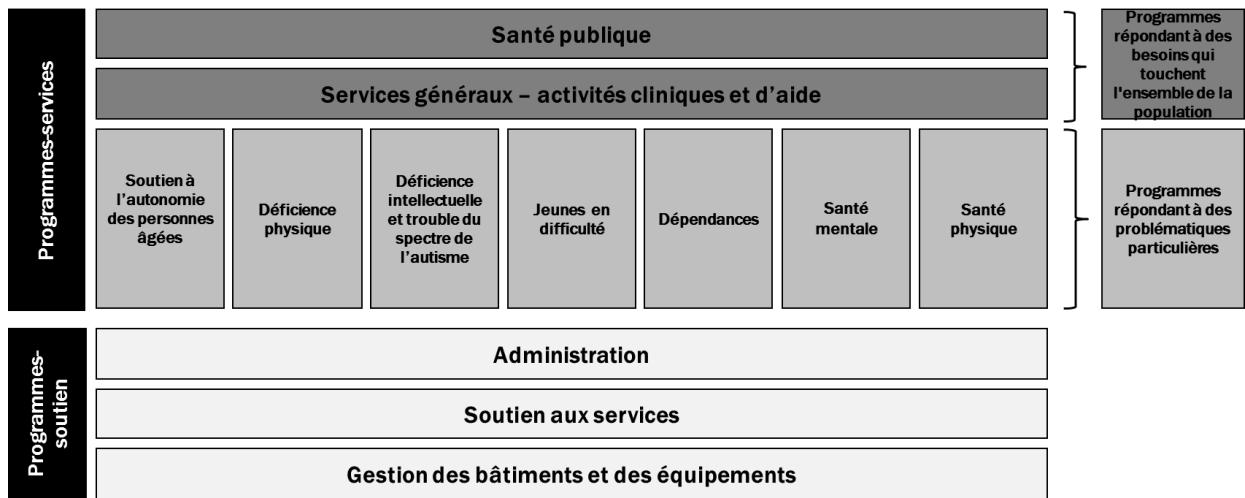 Programmes-services
Santé publique
Services généraux – activités cliniques et d'aide
Programmes
répondant à des
besoins qui
touchent
l'ensemble de la
population
Soutien à
l'autonomie
des personnes
âgées
Déficience
physique
Déficience
intellectuelle
et trouble du
spectre de
l'autisme
Jeunes en
difficulté
Dépendances
Santé
mentale
Santé
physique
Programmes
répondant à des
problématiques
particulières
Programmes-
soutien
Administration
Soutien aux services
Gestion des bâtiments et des équipements